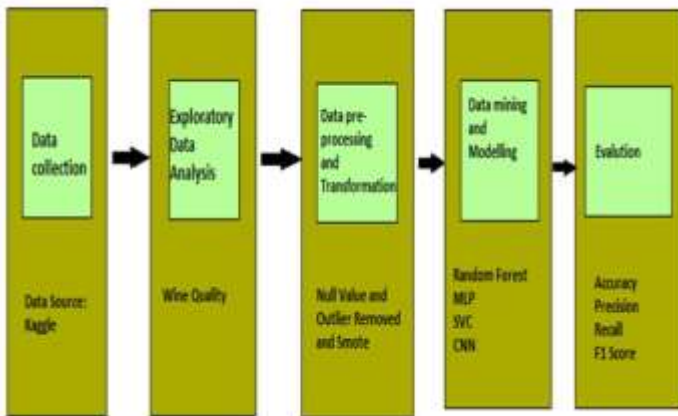 Data
collection
Data Source:
Kaggle
Exploratory
Data
Analysis
Wine Quality
Data pre-
processing
and
Transformation
Null Value and
Outlier Removed
and Smote
Data mining
and
Modelling
Random Forest
MLP
SVC
CNN
Evalution
Accuracy
Precision
Recall
F1 Score